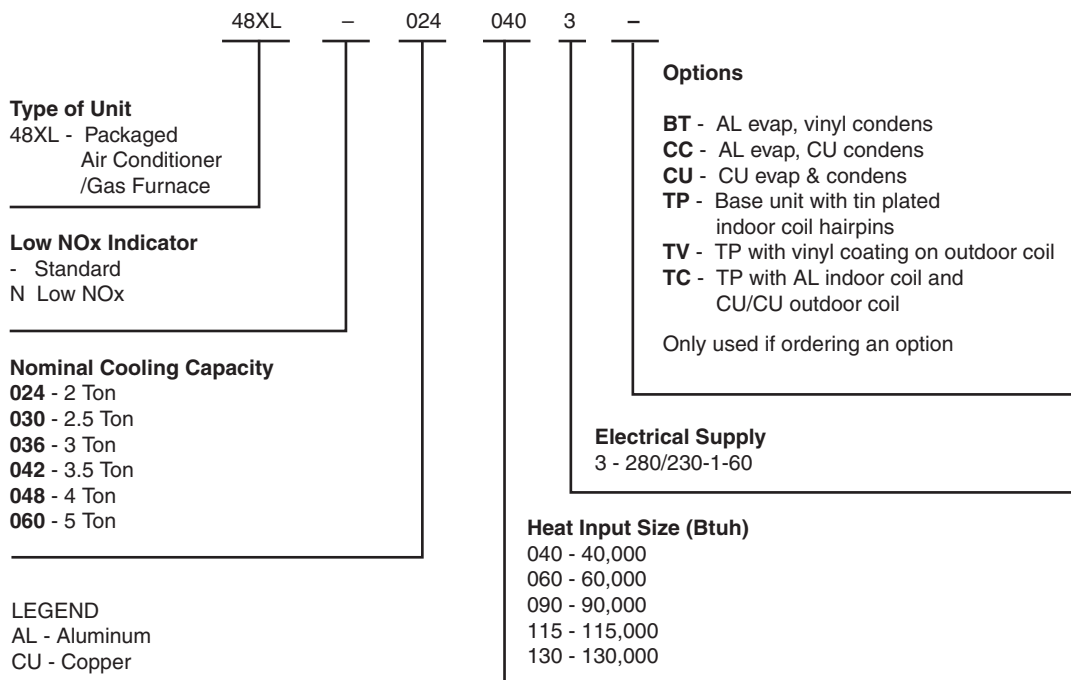 48XL – 024 040 3 –
Type of Unit
48XL - Packaged
Air Conditioner
/Gas Furnace
Low NOx Indicator
- Standard
N Low NOx
Nominal Cooling Capacity
024 - 2 Ton
030 - 2.5 Ton
036 - 3 Ton
042 - 3.5 Ton
048 - 4 Ton
060 - 5 Ton
LEGEND
AL - Aluminum
CU - Copper
Options
BT - AL evap, vinyl condens
CC - AL evap, CU condens
CU - CU evap & condens
TP - Base unit with tin plated
indoor coil hairpins
TV - TP with vinyl coating on outdoor coil
TC - TP with AL indoor coil and
CU/CU outdoor coil
Only used if ordering an option
Electrical Supply
3 - 280/230-1-60
Heat Input Size (Btuh)
040 - 40,000
060 - 60,000
090 - 90,000
115 - 115,000
130 - 130,000